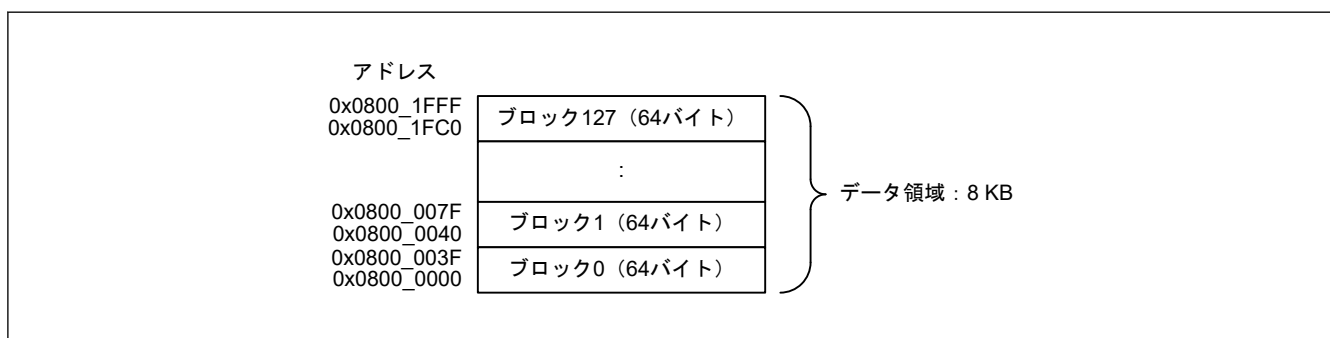 アドレス
0x0800_1FFF
0x0800_1FC0
ブロック127（64バイト）
:
データ領域：8 KB
0x0800_007F
0x0800_0040
ブロック1（64バイト）
0x0800_003F
0x0800_0000
ブロック0（64バイト）